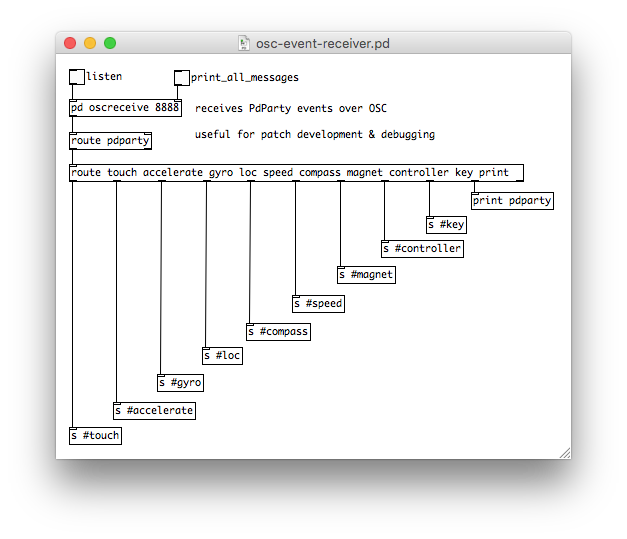 osc-event-receiver.pd
listen
print_all_messages
pd oscreceive 8888
receives PdParty events over OSC
route pdparty
useful for patch development & debugging
route touch accelerate gyro loc speed compass magnet controller key print
print pdparty
s #key
s #controller
s #magnet
s #speed
s #compass
s #loc
s #gyro
s #accelerate
s #touch